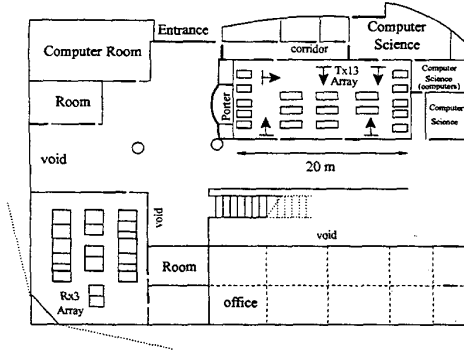 Entrance
Computer
Science
Computer Room
corridor
Tx13
Array
Computer
Science
(computers)
Room
Porter
Computer
Science
void
20 m
void
void
Room
Rx3
Array
office